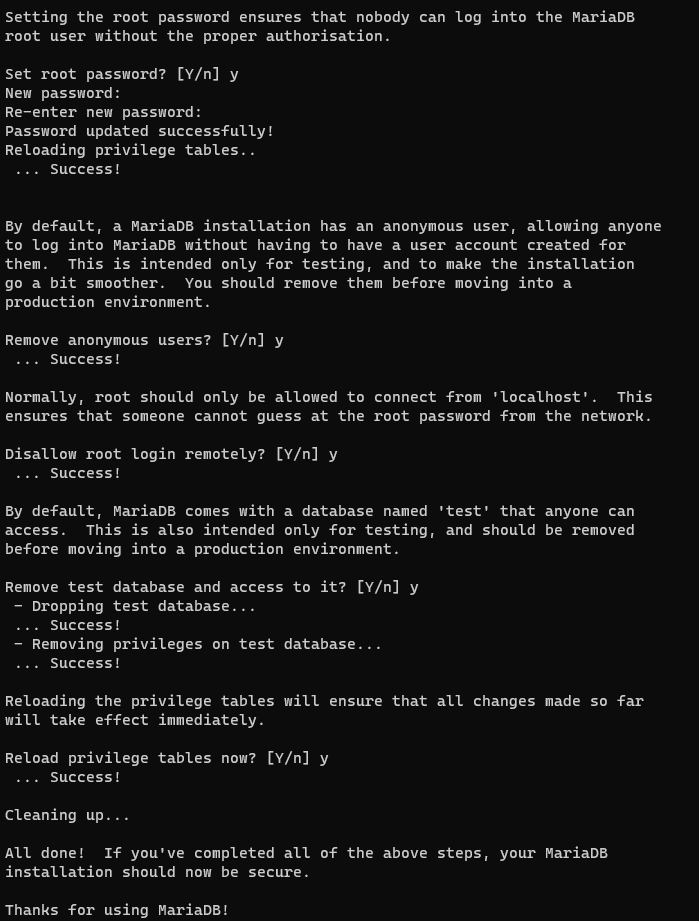 Setting the root password ensures that nobody can log into the MariaDB
root user without the proper authorisation.
Set root password? [Y/n] y
New password:
Re-enter new password:
Password updated successfully!
Reloading privilege tables..
 ... Success!
By default, a MariaDB installation has an anonymous user, allowing anyone
to log into MariaDB without having to have a user account created for
them.  This is intended only for testing, and to make the installation
go a bit smoother.  You should remove them before moving into a
production environment.
Remove anonymous users? [Y/n] y
 ... Success!
Normally, root should only be allowed to connect from 'localhost'.  This
ensures that someone cannot guess at the root password from the network.
Disallow root login remotely? [Y/n] y
 ... Success!
By default, MariaDB comes with a database named 'test' that anyone can
access.  This is also intended only for testing, and should be removed
before moving into a production environment.
Remove test database and access to it? [Y/n] y
 - Dropping test database...
 ... Success!
 - Removing privileges on test database...
 ... Success!
Reloading the privilege tables will ensure that all changes made so far
will take effect immediately.
Reload privilege tables now? [Y/n] y
 ... Success!
Cleaning up...
All done!  If you've completed all of the above steps, your MariaDB
installation should now be secure.
Thanks for using MariaDB!